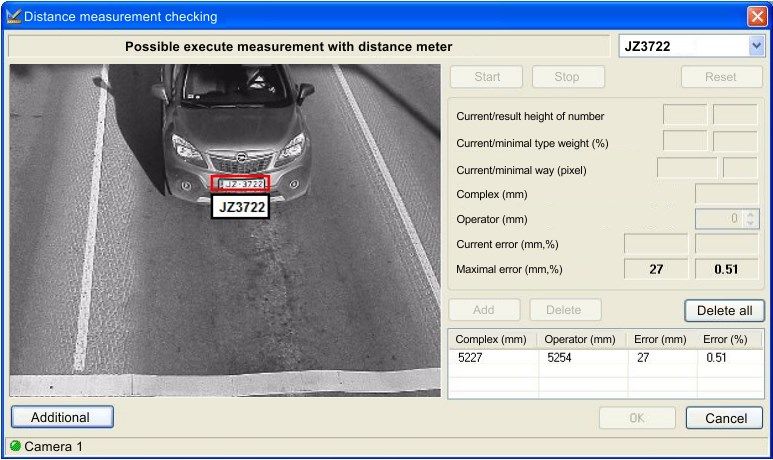 Distance measurement checking
Possible execute measurement with distance meter
JZ3722
Start Stop Reset
JZ-3722
JZ3722
Current/result height of number
Current/minimal type weight (%)
Current/minimal way (pixel)
Complex (mm)
Operator (mm) 0
Current error (mm,%)
Maximal error (mm,%) 27 0.51
Add Delete Delete all
Complex (mm) Operator (mm) Error (mm) Error (%)
5227 5254 27 0.51
Additional
OK Cancel
Camera 1